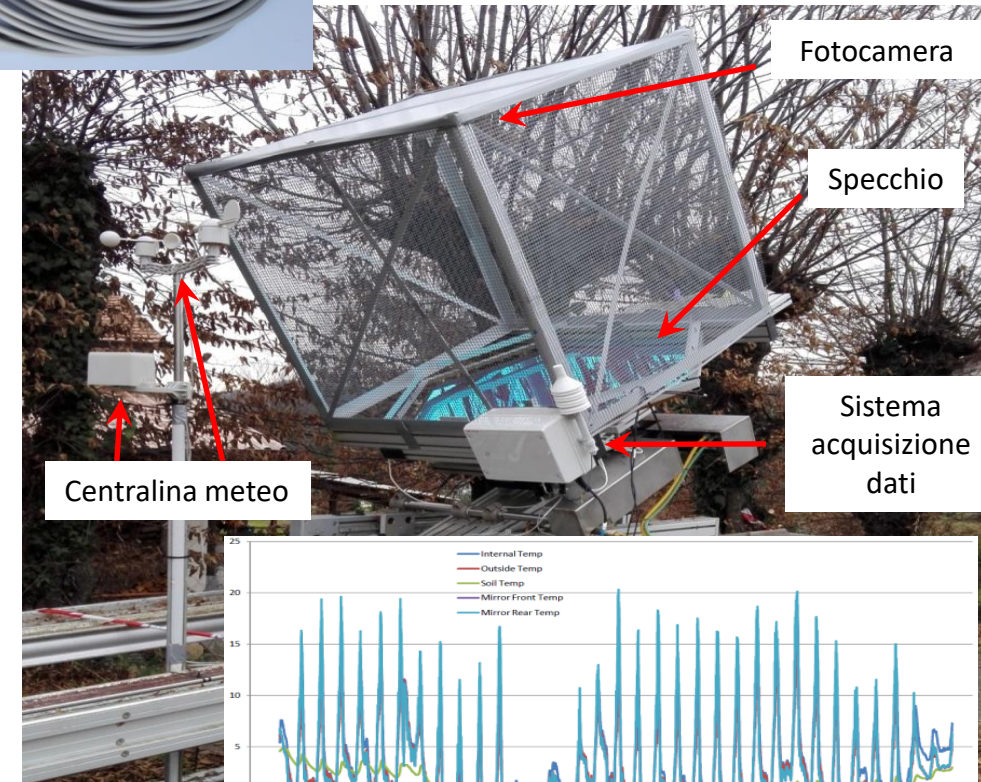 Fotocamera
Specchio
Sistema
acquisizione
dati
Centralina meteo
25
Internal Temp
Outside Temp
Soil Temp
20
Mirror Front Temp
Mirror Rear Temp
15
10
5